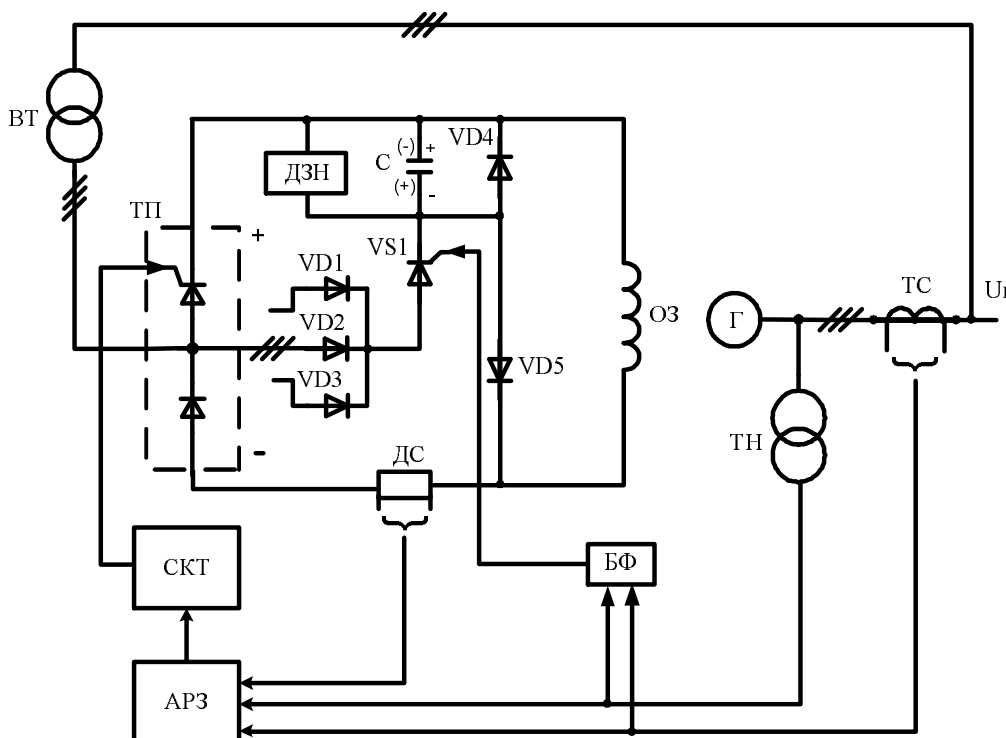 ВТ
ТП
ДЗН
С
(-)
+
(+)
-
VD4
+
VS1
VD1
VD2
VD3
VD5
ОЗ
Г
ТС
ТН
-
ДС
СКТ
БФ
АРЗ